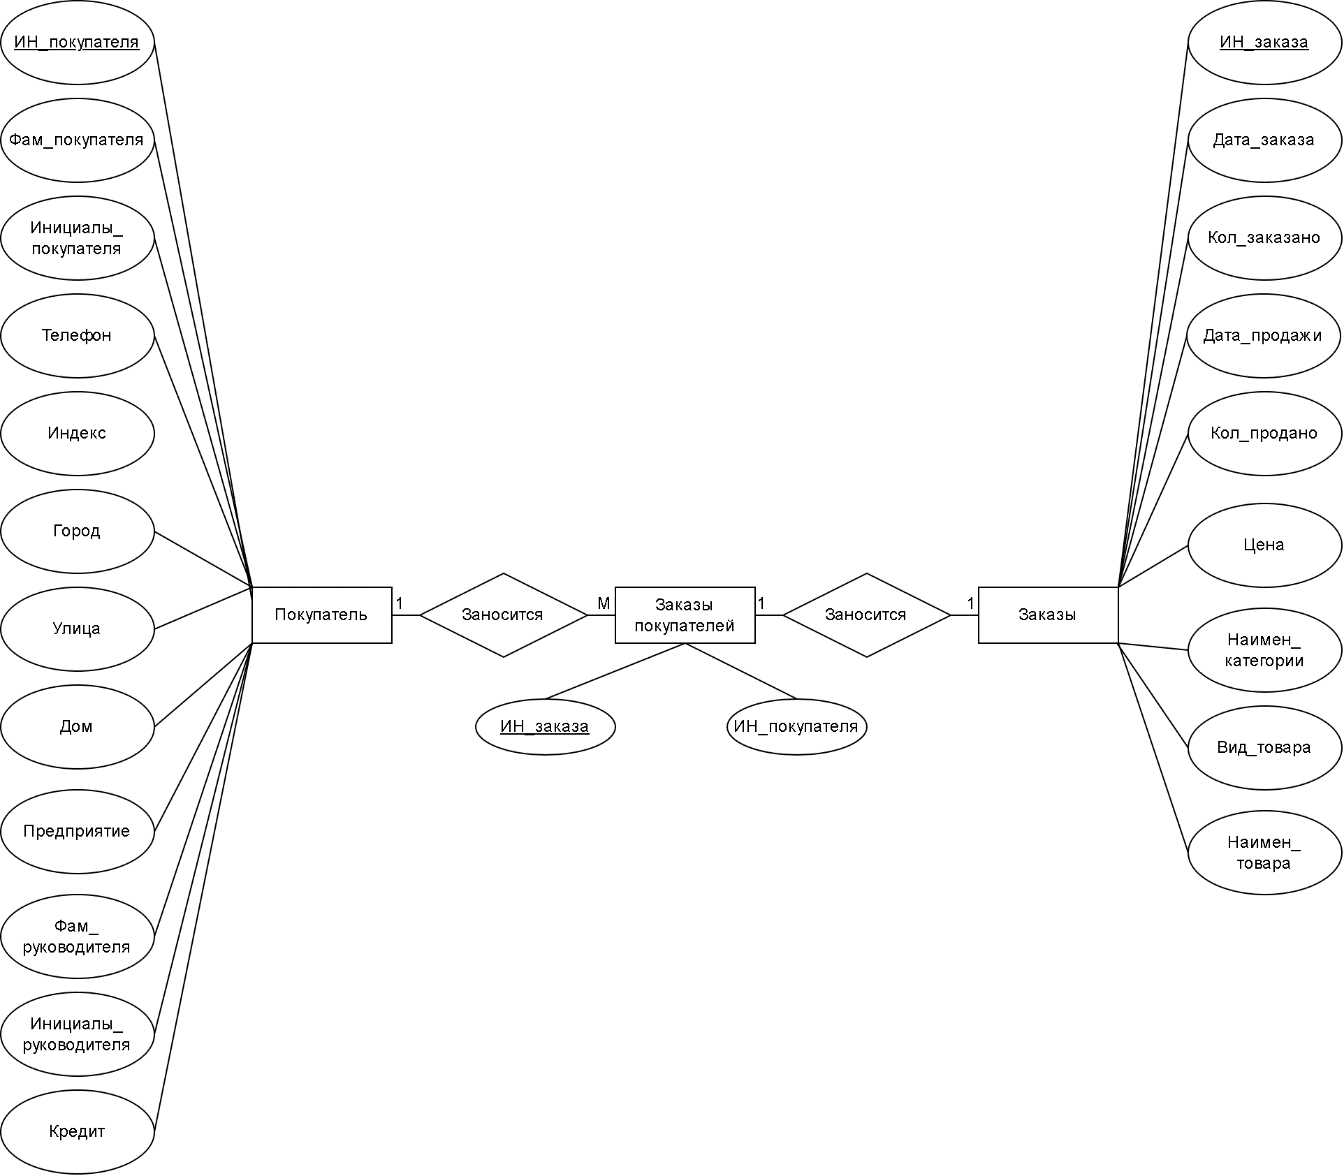 ИН_покупателя
Фам_покупателя
Инициалы_
покупателя
Телефон
Индекс
Город
Улица
Дом
Предприятие
Фам_
руководителя
Инициалы_
руководителя
Кредит
Покупатель
1
Заносится
М
Заказы
покупателей
1
Заносится
1
Заказы
ИН_заказа
ИН_покупателя
ИН_заказа
Дата_заказа
Кол_заказано
Дата_продажи
Кол_продано
Цена
Наимен_
категории
Вид_товара
Наимен_
товара